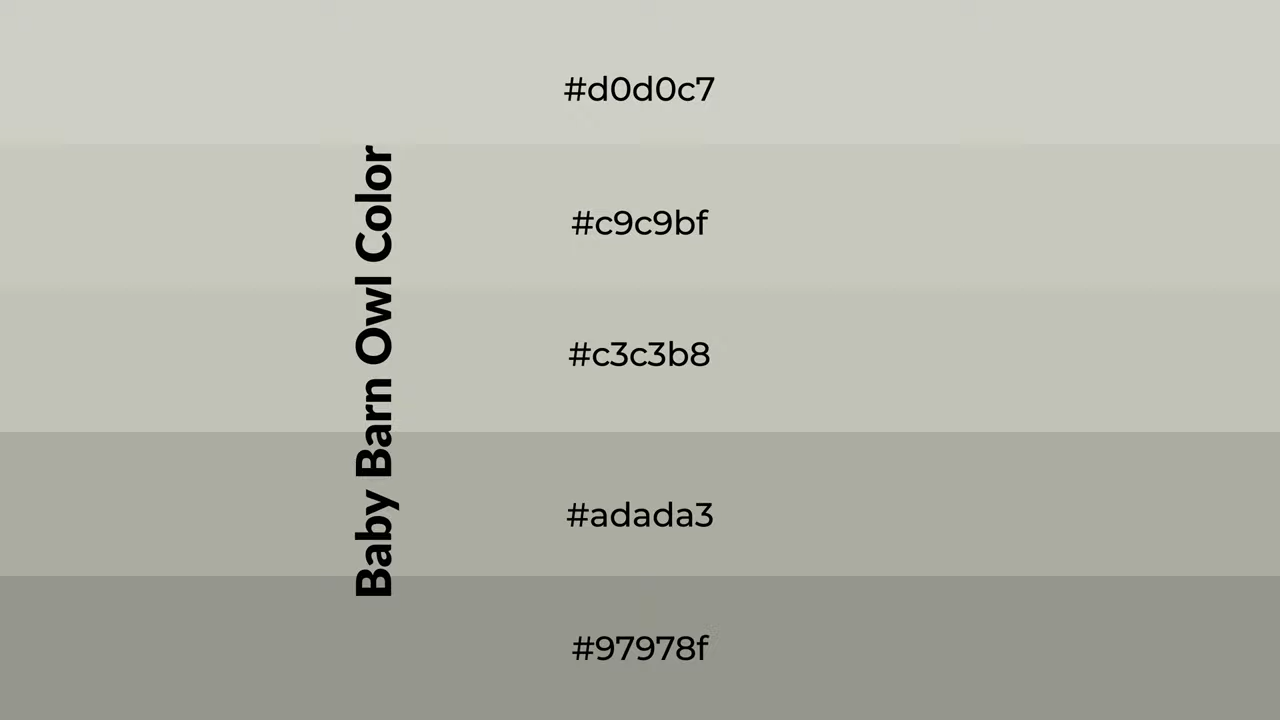 Baby Barn Owl Color
#d0d0c7
#c9c9bf
#c3c3b8
#adada3
#97978f